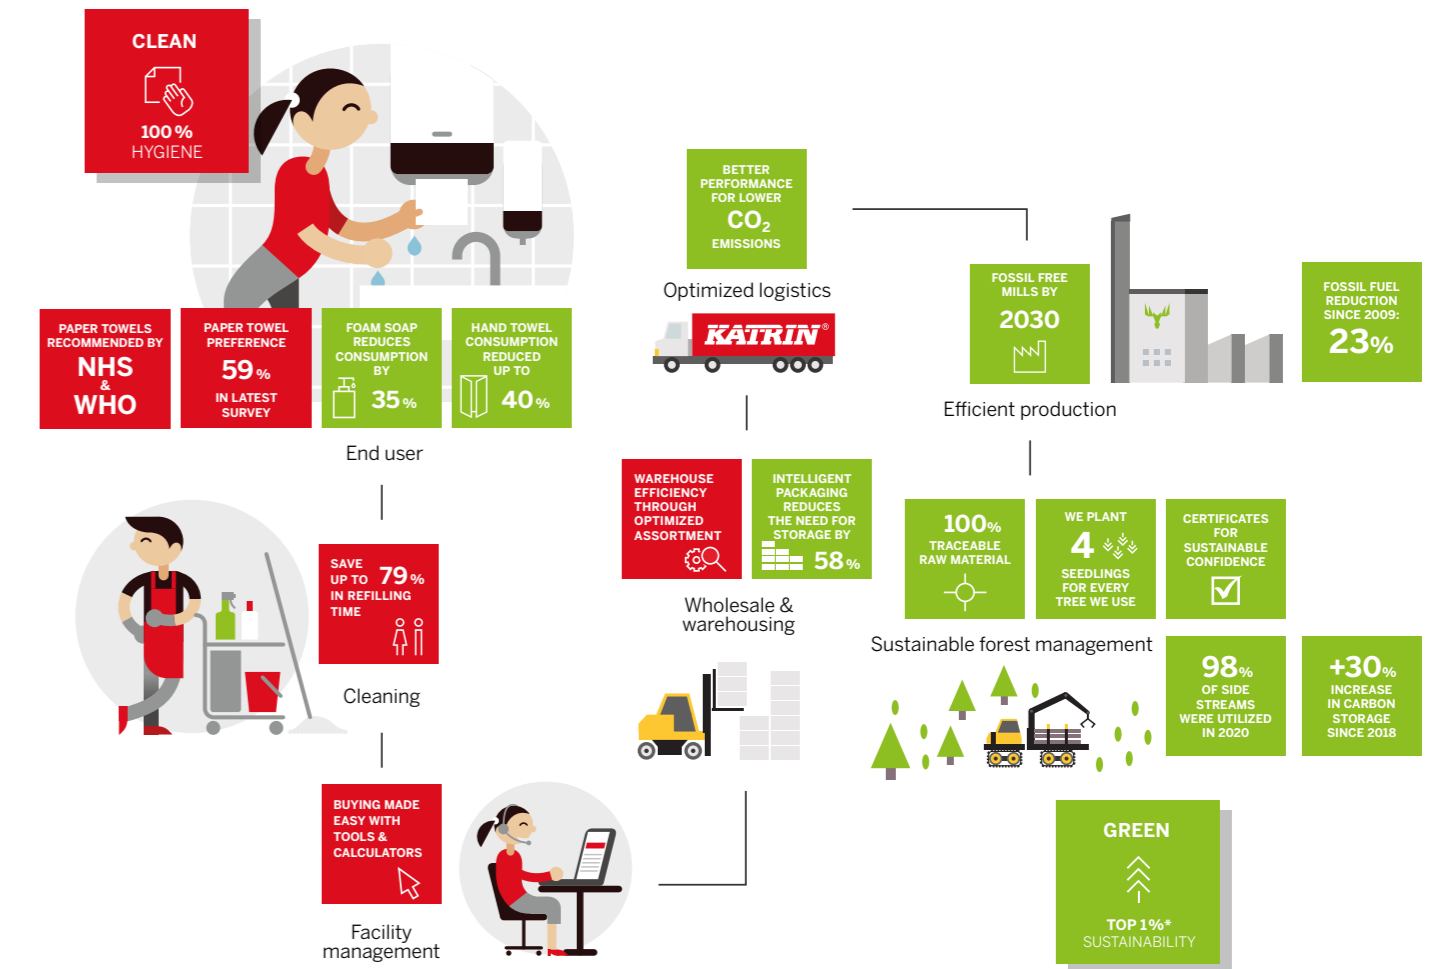 CLEAN
100 %
HYGIENE
PAPER TOWELS
RECOMMENDED BY
NHS
&
WHO
PAPER TOWEL
PREFERENCE
59 %
IN LATEST
SURVEY
FOAM SOAP
REDUCES
CONSUMPTION
BY
35 %
HAND TOWEL
CONSUMPTION
REDUCED
UP TO
40 %
End user
SAVE
UP TO 79 %
IN REFILLING
TIME
Cleaning
BUYING MADE
EASY WITH
TOOLS &
CALCULATORS
Facility
management
BETTER
PERFORMANCE
FOR LOWER
CO₂
EMISSIONS
Optimized logistics
KATRIN®
WAREHOUSE
EFFICIENCY
THROUGH
OPTIMIZED
ASSORTMENT
INTELLIGENT
PACKAGING
REDUCES
THE NEED FOR
STORAGE BY
58 %
Wholesale &
warehousing
FOSSIL FREE
MILLS BY
2030
FOSSIL FUEL
REDUCTION
SINCE 2009:
23%
Efficient production
100%
TRACEABLE
RAW MATERIAL
WE PLANT
4
SEEDLINGS
FOR EVERY
TREE WE USE
CERTIFICATES
FOR
SUSTAINABLE
CONFIDENCE
Sustainable forest management
98%
OF SIDE
STREAMS
WERE UTILIZED
IN 2020
+30%
INCREASE
IN CARBON
STORAGE
SINCE 2018
GREEN
TOP 1%*
SUSTAINABILITY